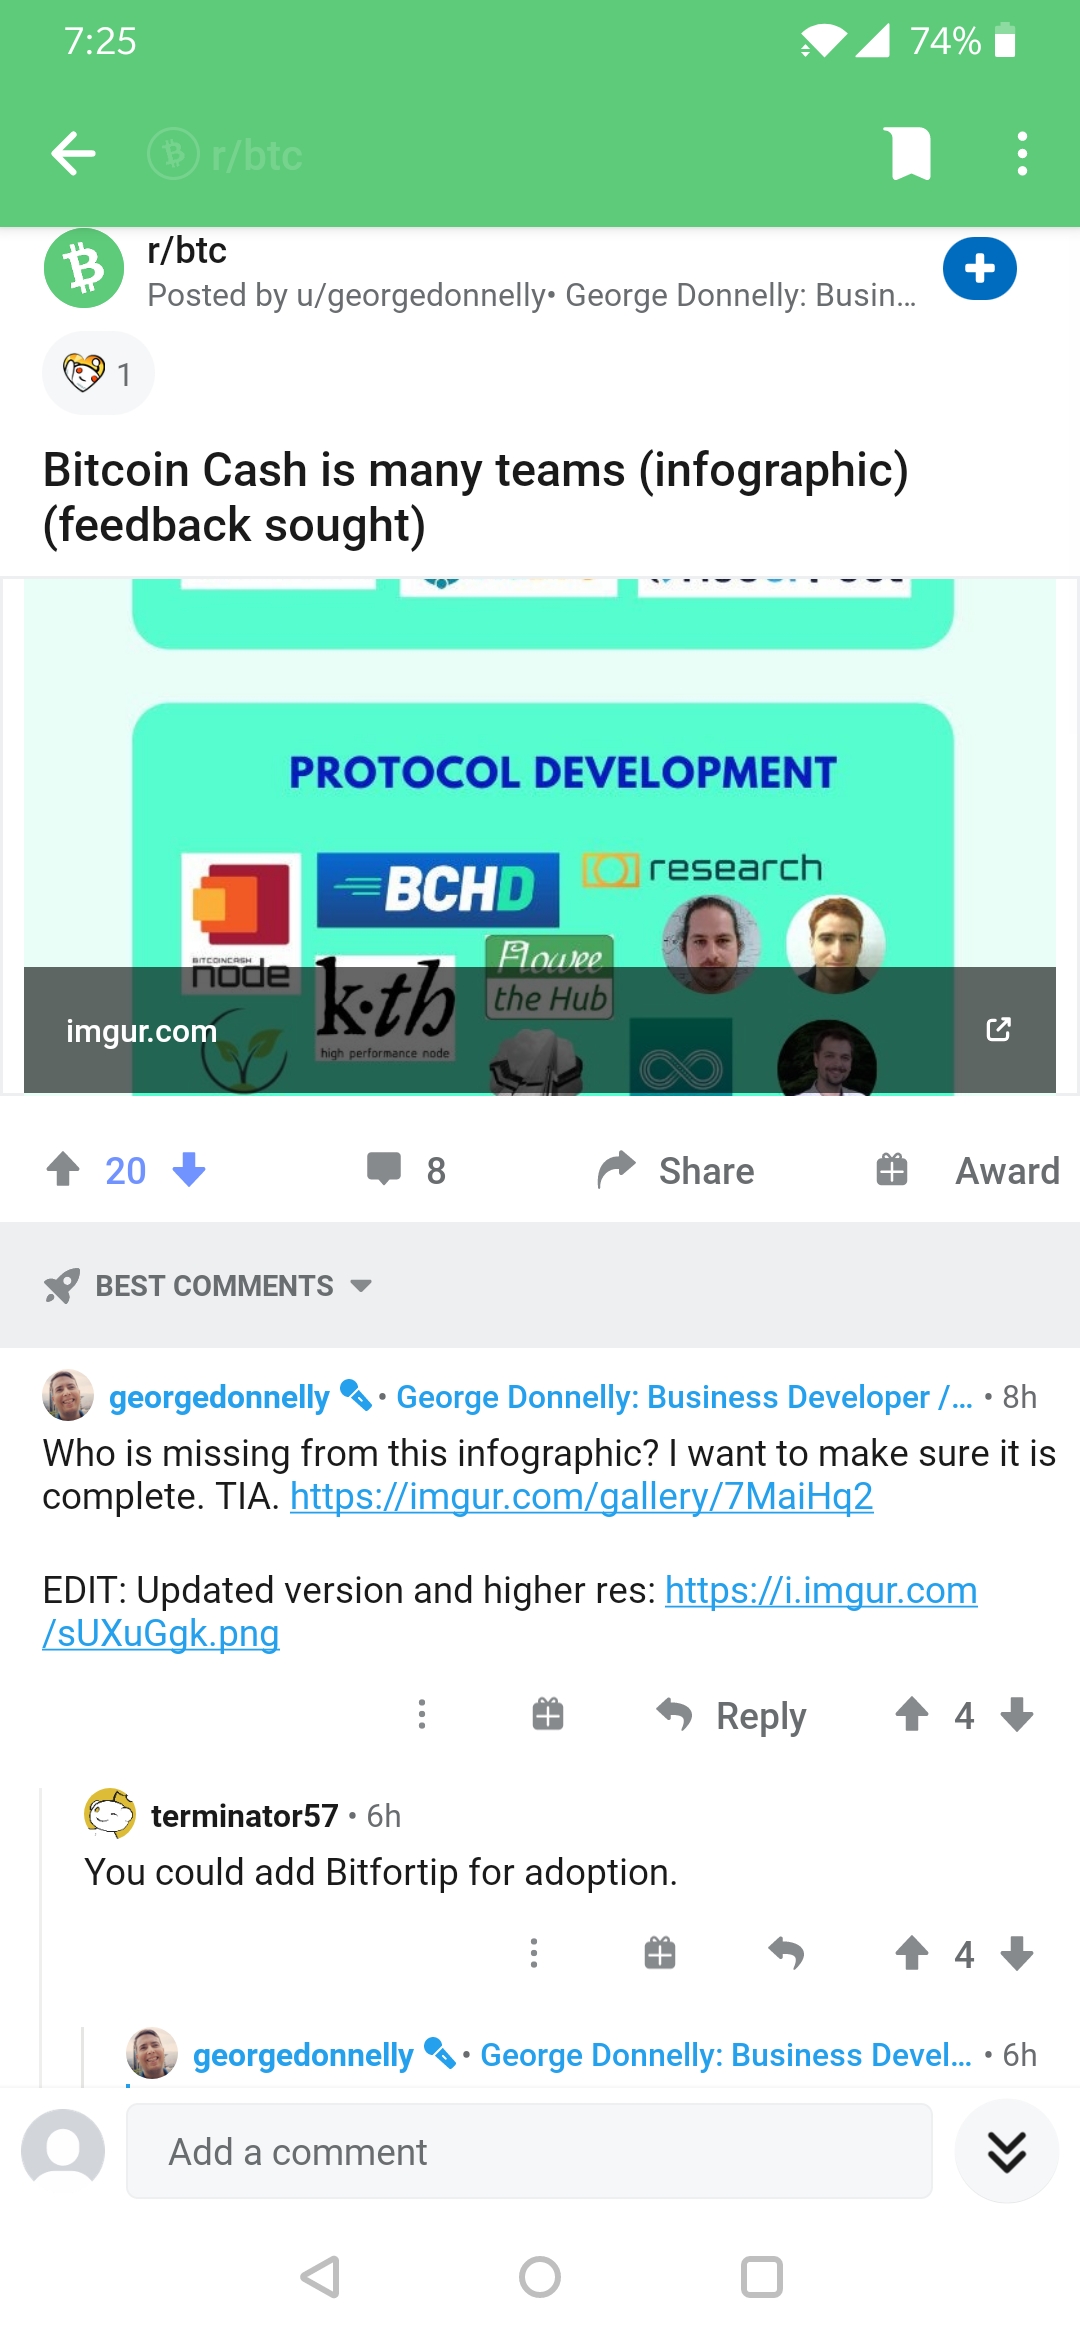 7:25
74%
r/btc
r/btc
Posted by u/georgedonnelly• George Donnelly: Busin...
1
Bitcoin Cash is many teams (infographic)
(feedback sought)
PROTOCOL DEVELOPMENT
BCHD
research
BITCOINCASH
node
k·th
high performance node
Flowee
the Hub
imgur.com
20
8
Share
Award
BEST COMMENTS
georgedonnelly • George Donnelly: Business Developer /... • 8h
Who is missing from this infographic? I want to make sure it is
complete. TIA. https://imgur.com/gallery/7MaiHq2
EDIT: Updated version and higher res: https://i.imgur.com
/sUXuGgk.png
Reply
4
terminator57 • 6h
You could add Bitfortip for adoption.
4
georgedonnelly • George Donnelly: Business Devel... • 6h
Add a comment